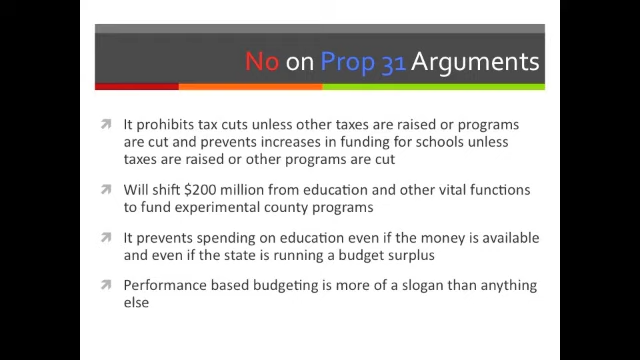 No on Prop 31 Arguments
It prohibits tax cuts unless other taxes are raised or programs
are cut and prevents increases in funding for schools unless
taxes are raised or other programs are cut
Will shift $200 million from education and other vital functions
to fund experimental county programs
It prevents spending on education even if the money is available
and even if the state is running a budget surplus
Performance based budgeting is more of a slogan than anything
else